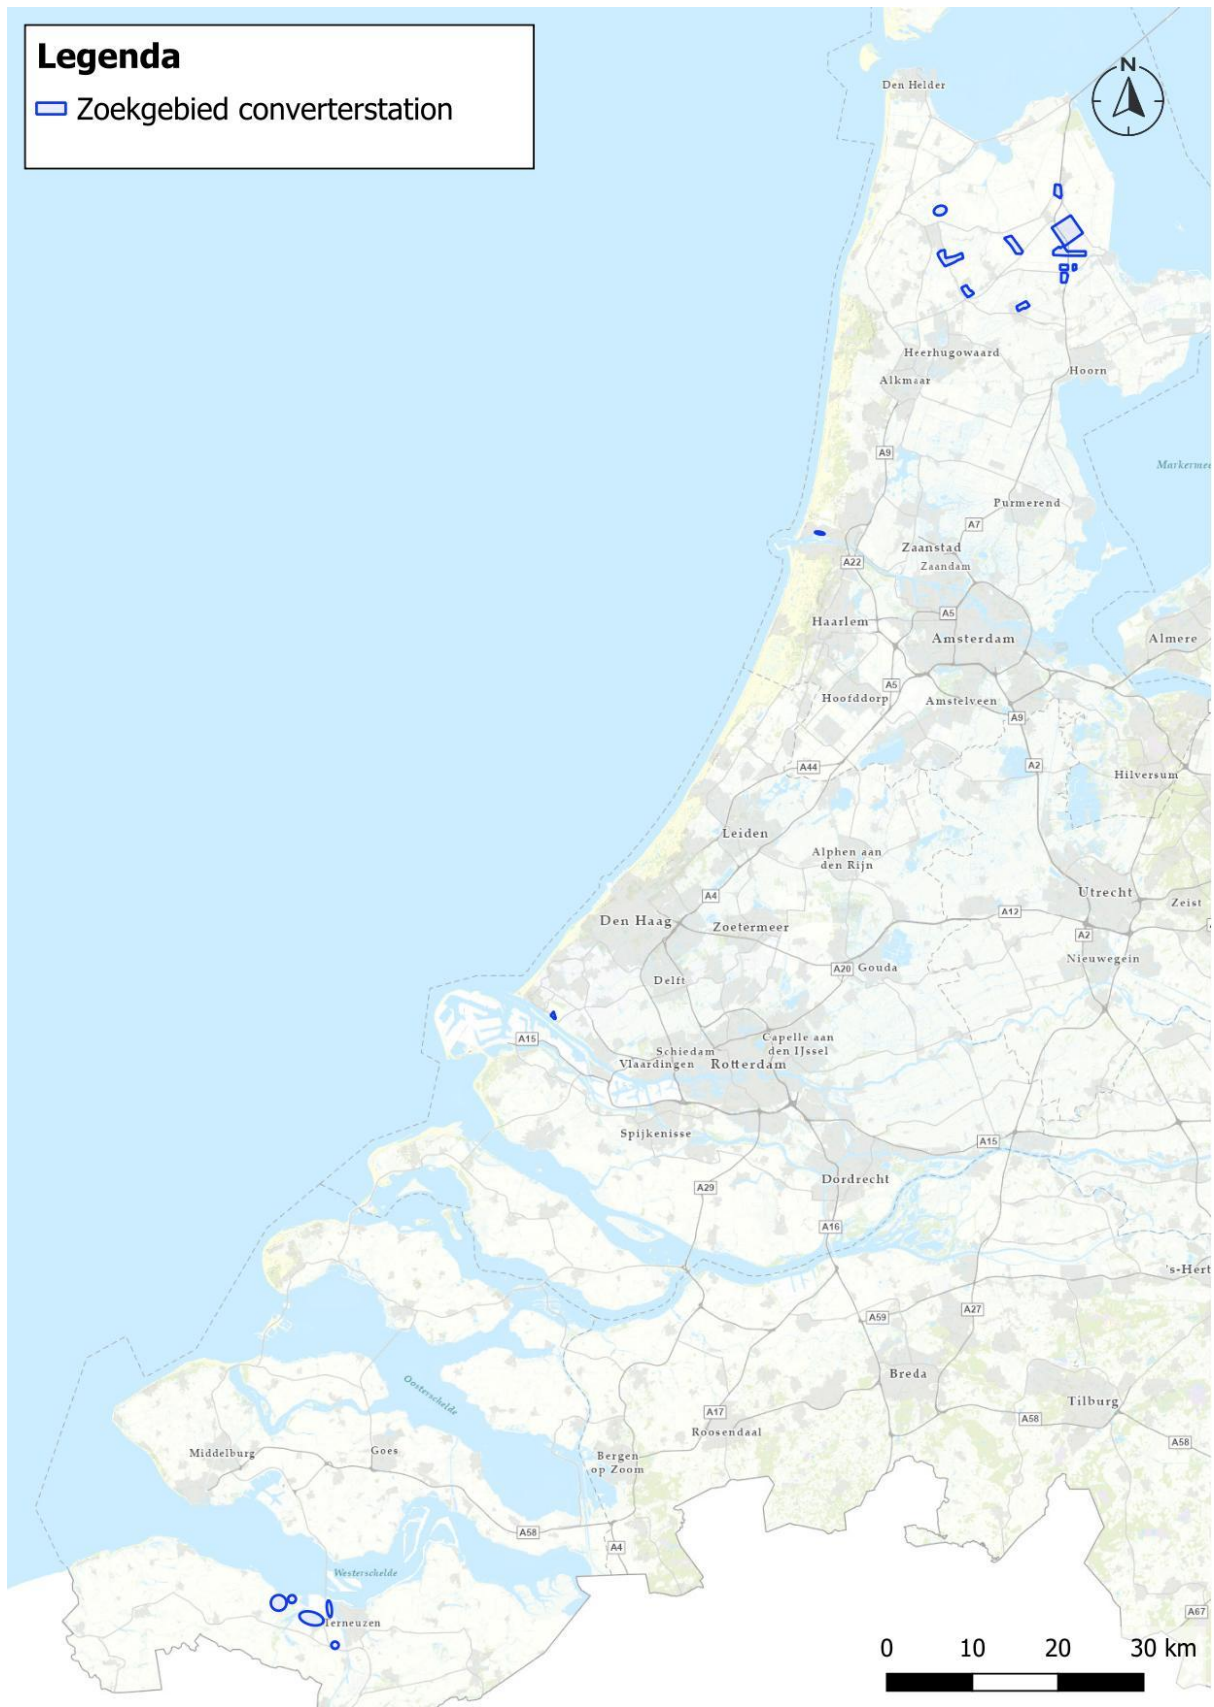 Legenda
Zoekgebied converterstation
N
Den Helder
Heerhugowaard
Hoorn
Alkmaar
A9
Markermee
Purmerend
A7
Zaanstad
Zaandam
A22
A5
Haarlem
Amsterdam
Almere
A5
Hoofddorp
Amstelveen
A9
A2
A44
Hilversum
Leiden
Alphen aan
den Rijn
A4
Utrecht
Zeist
Den Haag
Zoetermeer
A12
A2
Nieuwegein
A20
Gouda
Delft
A15
Capelle aan
den IJssel
Schiedam
Vlaardingen
Rotterdam
Spijkenisse
A15
Dordrecht
A29
A16
's-Hert
A27
A59
Breda
Tilburg
Oosterschelde
A17
A58
Roosendaal
A58
Middelburg
Goes
Bergen
op Zoom
A58
A4
Westerschelde
A67
Terneuzen
0 10 20 30 km